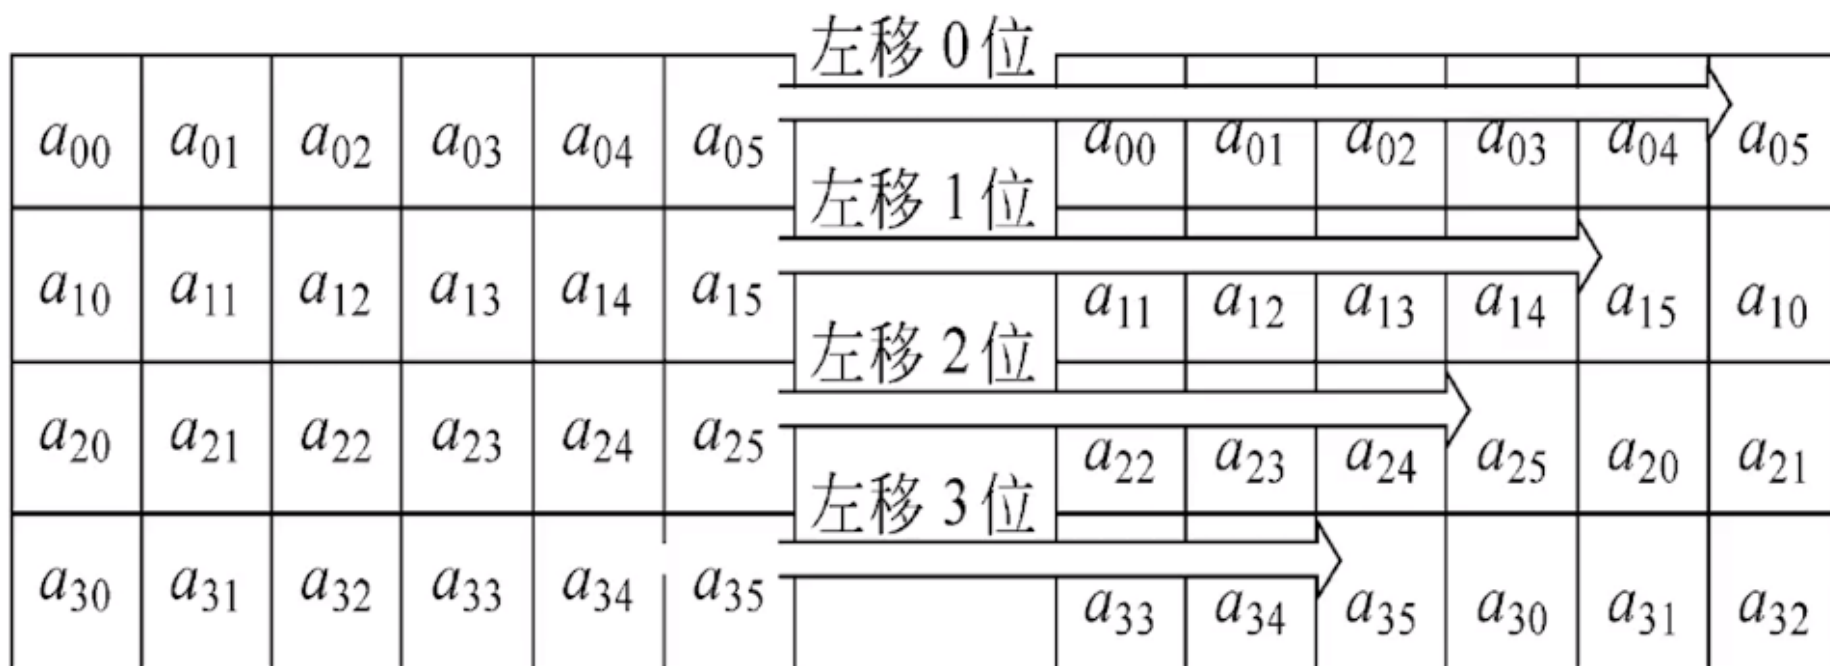 左移 0 位
a₀₀ a₀₁ a₀₂ a₀₃ a₀₄ a₀₅ a₀₀ a₀₁ a₀₂ a₀₃ a₀₄ a₀₅
左移 1 位
a₁₀ a₁₁ a₁₂ a₁₃ a₁₄ a₁₅ a₁₁ a₁₂ a₁₃ a₁₄ a₁₅ a₁₀
左移 2 位
a₂₀ a₂₁ a₂₂ a₂₃ a₂₄ a₂₅ a₂₂ a₂₃ a₂₄ a₂₅ a₂₀ a₂₁
左移 3 位
a₃₀ a₃₁ a₃₂ a₃₃ a₃₄ a₃₅ a₃₃ a₃₄ a₃₅ a₃₀ a₃₁ a₃₂